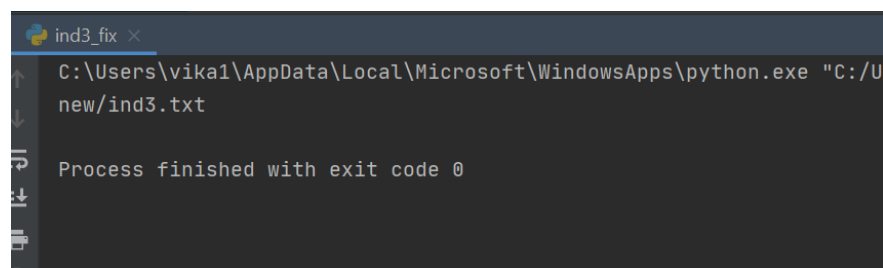 ind3_fix
C:\Users\vika1\AppData\Local\Microsoft\WindowsApps\python.exe "C:/U
new/ind3.txt
Process finished with exit code 0